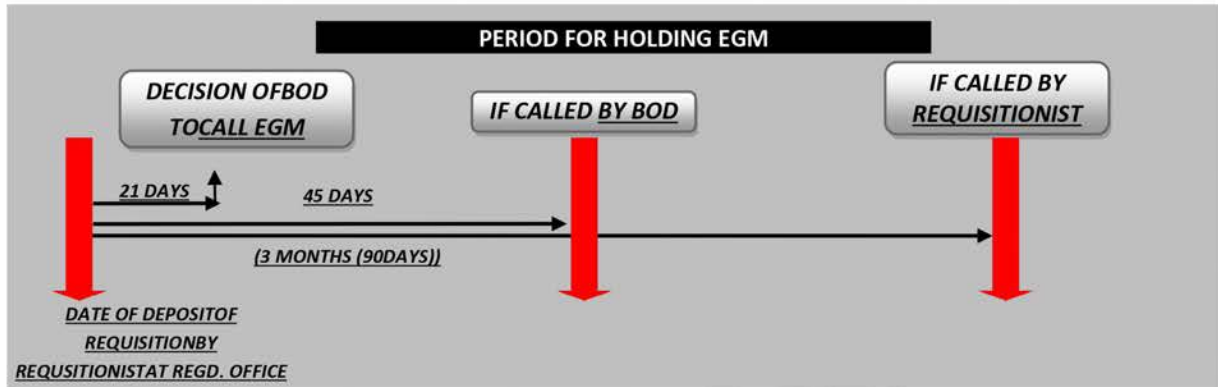 PERIOD FOR HOLDING EGM
DECISION OFBOD
TOCALL EGM
IF CALLED BY BOD
IF CALLED BY
REQUISITIONIST
21 DAYS
45 DAYS
(3 MONTHS (90DAYS))
DATE OF DEPOSITOF
REQUISITIONBY
REQUSITIONISTAT REGD. OFFICE